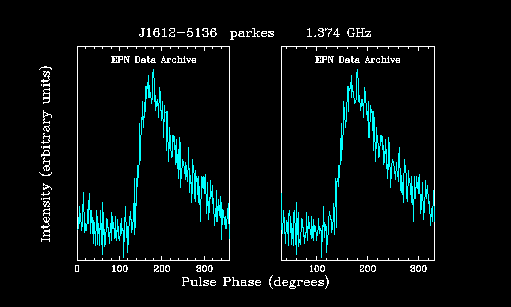 J1612−5136 parkes 1.374 GHz
EPN Data Archive
EPN Data Archive
Intensity (arbitrary units)
0 100 200 300
100 200 300
Pulse Phase (degrees)